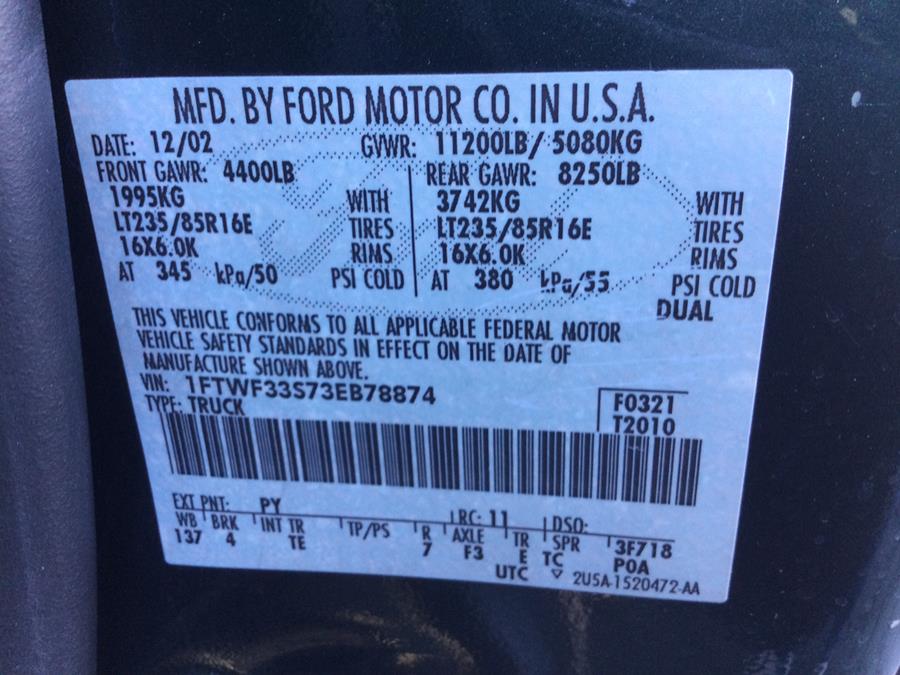 MFD. BY FORD MOTOR CO. IN U.S.A.
DATE: 12/02 GVWR: 11200LB/ 5080KG
FRONT GAWR: 4400LB REAR GAWR: 8250LB
1995KG WITH 3742KG WITH
LT235/85R16E TIRES LT235/85R16E TIRES
16X6.0K RIMS 16X6.0K RIMS
AT 345 kPa/50 PSI COLD AT 380 kPa/55 PSI COLD
DUAL
THIS VEHICLE CONFORMS TO ALL APPLICABLE FEDERAL MOTOR
VEHICLE SAFETY STANDARDS IN EFFECT ON THE DATE OF
MANUFACTURE SHOWN ABOVE.
VIN: 1FTWF33S73EB78874 F0321
TYPE: TRUCK T2010
EXT PNT: PY RC: 11 DSO:
WB BRK INT TR TP/PS R AXLE TR SPR 3F718
137 4 TE 7 F3 E TC P0A
UTC ▽ 2USA-1520472-AA